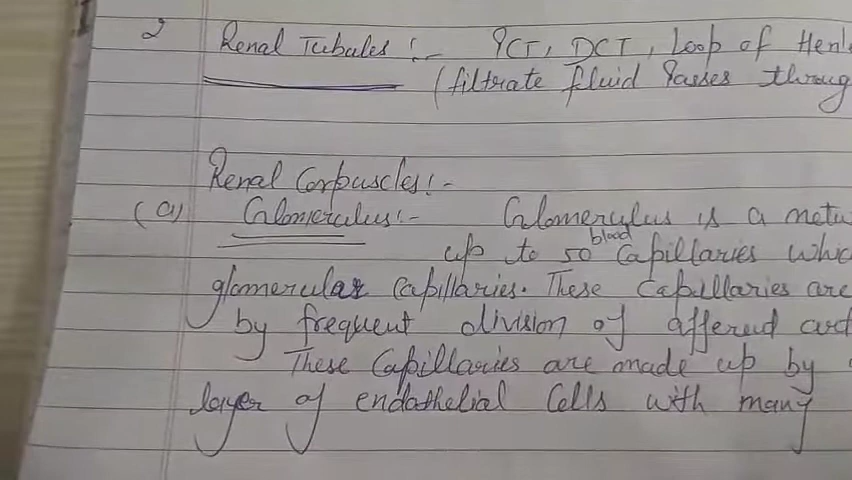 2 Renal Tubules :- PCT, DCT, Loop of Henle
(filtrate fluid Passes throug
Renal Corpuscles:-
(a) Glomerulus:- Glomerulus is a netw
up to 50 blood Capillaries whic
glomerular Capillaries. These Capillaries are
by frequent division of afferent art
These Capillaries are made up by
layer of endothelial Cells with many